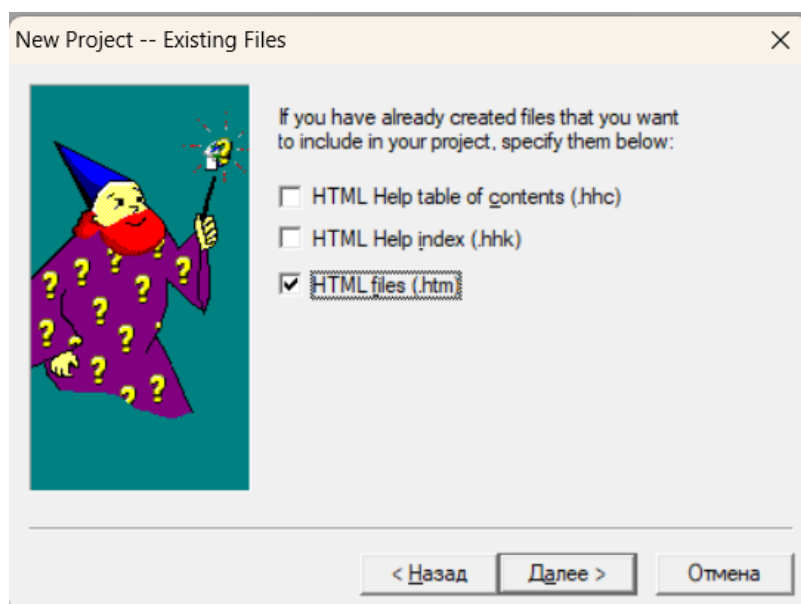 New Project -- Existing Files
If you have already created files that you want
to include in your project, specify them below:
HTML Help table of contents (.hhc)
HTML Help index (.hhk)
HTML files (.htm)
< Назад
Далее >
Отмена